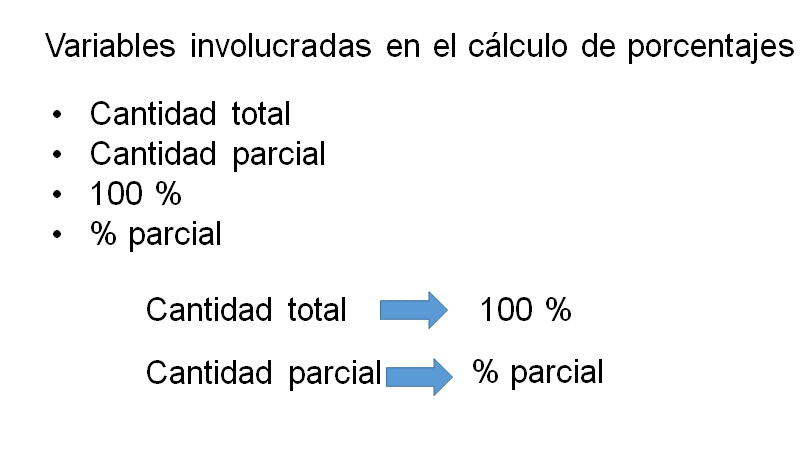 Variables involucradas en el cálculo de porcentajes
• Cantidad total
• Cantidad parcial
• 100 %
• % parcial
Cantidad total 100 %
Cantidad parcial % parcial